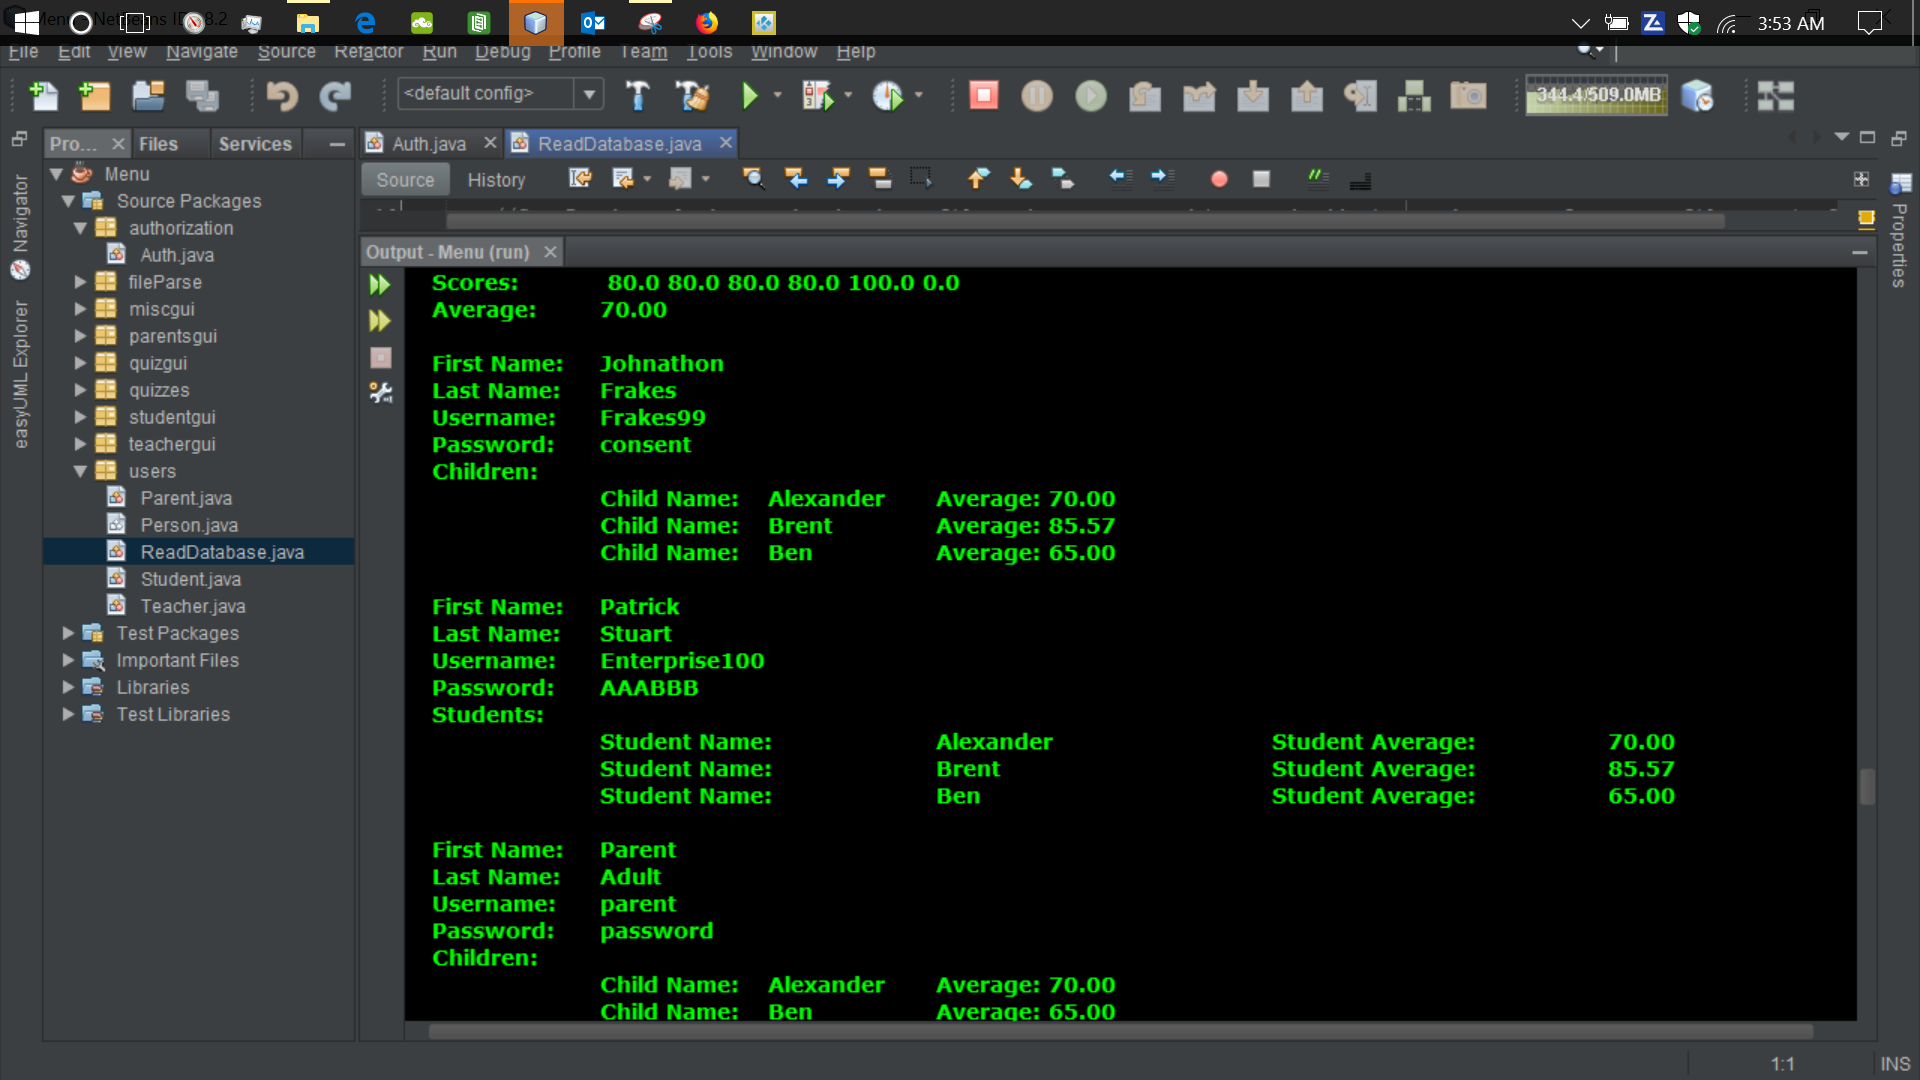 Menu - NetBeans IDE 8.2
3:53 AM
File Edit View Navigate Source Refactor Run Debug Profile Team Tools Window Help
<default config>
344.4/509.0MB
Pro... Files Services
Auth.java ReadDatabase.java
Source History
Navigator
easyUML Explorer
Properties
Menu
Source Packages
authorization
Auth.java
fileParse
miscgui
parentsgui
quizgui
quizzes
studentgui
teachergui
users
Parent.java
Person.java
ReadDatabase.java
Student.java
Teacher.java
Test Packages
Important Files
Libraries
Test Libraries
Output - Menu (run)
Scores: 80.0 80.0 80.0 80.0 100.0 0.0
Average: 70.00
First Name: Johnathon
Last Name: Frakes
Username: Frakes99
Password: consent
Children:
Child Name: Alexander Average: 70.00
Child Name: Brent Average: 85.57
Child Name: Ben Average: 65.00
First Name: Patrick
Last Name: Stuart
Username: Enterprise100
Password: AAABBB
Students:
Student Name: Alexander Student Average: 70.00
Student Name: Brent Student Average: 85.57
Student Name: Ben Student Average: 65.00
First Name: Parent
Last Name: Adult
Username: parent
Password: password
Children:
Child Name: Alexander Average: 70.00
Child Name: Ben Average: 65.00
1:1 INS